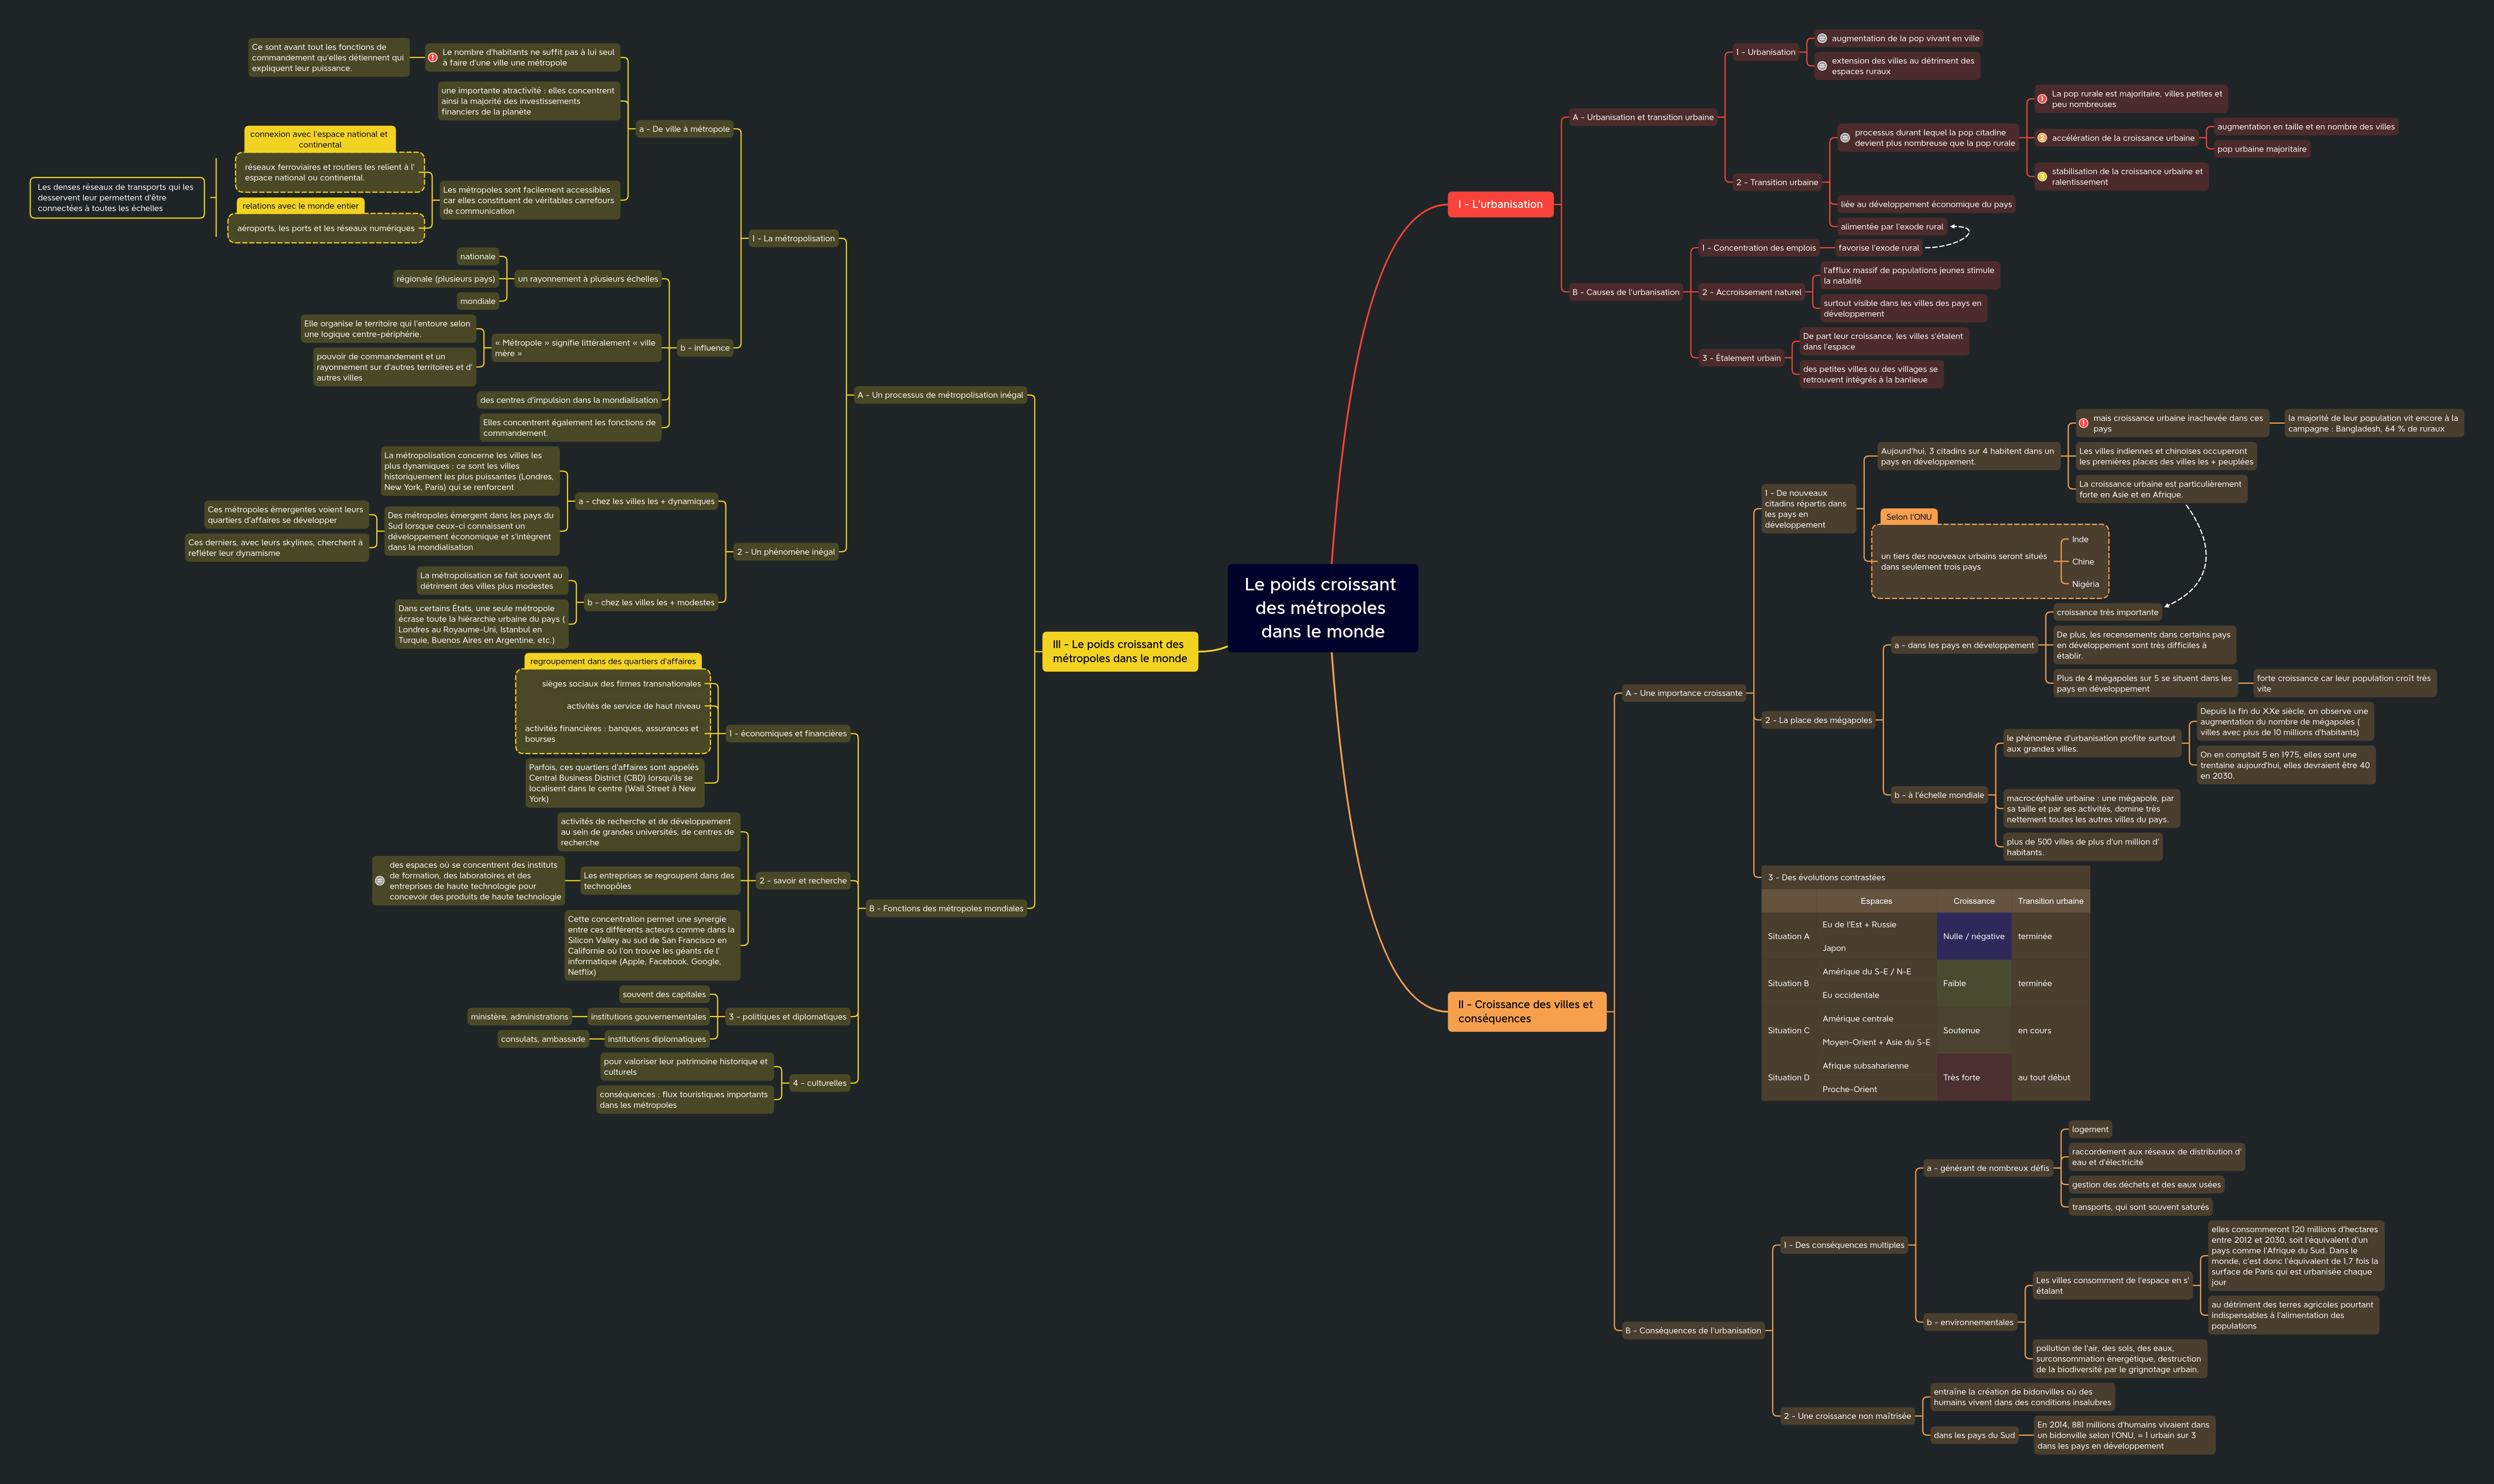 Le poids croissant
des métropoles
dans le monde
I - L'urbanisation
A - Urbanisation et transition urbaine
1 - Urbanisation
augmentation de la pop vivant en ville
extension des villes au détriment des
espaces ruraux
2 - Transition urbaine
processus durant lequel la pop citadine
devient plus nombreuse que la pop rurale
1
La pop rurale est majoritaire, villes petites et
peu nombreuses
2
accélération de la croissance urbaine
augmentation en taille et en nombre des villes
pop urbaine majoritaire
3
stabilisation de la croissance urbaine et
ralentissement
liée au développement économique du pays
alimentée par l'exode rural
B - Causes de l'urbanisation
1 - Concentration des emplois
favorise l'exode rural
2 - Accroissement naturel
l'afflux massif de populations jeunes stimule
la natalité
surtout visible dans les villes des pays en
développement
3 - Étalement urbain
De part leur croissance, les villes s'étalent
dans l'espace
des petites villes ou des villages se
retrouvent intégrés à la banlieue
II - Croissance des villes et
conséquences
A - Une importance croissante
1 - De nouveaux
citadins répartis dans
les pays en
développement
Aujourd'hui, 3 citadins sur 4 habitent dans un
pays en développement.
!
mais croissance urbaine inachevée dans ces
pays
la majorité de leur population vit encore à la
campagne : Bangladesh, 64 % de ruraux
Les villes indiennes et chinoises occuperont
les premières places des villes les + peuplées
La croissance urbaine est particulièrement
forte en Asie et en Afrique.
Selon l'ONU
un tiers des nouveaux urbains seront situés
dans seulement trois pays
Inde
Chine
Nigéria
2 - La place des mégapoles
a - dans les pays en développement
croissance très importante
De plus, les recensements dans certains pays
en développement sont très difficiles à
établir.
Plus de 4 mégapoles sur 5 se situent dans les
pays en développement
forte croissance car leur population croît très
vite
b - à l'échelle mondiale
le phénomène d'urbanisation profite surtout
aux grandes villes.
Depuis la fin du XXe siècle, on observe une
augmentation du nombre de mégapoles (
villes avec plus de 10 millions d'habitants)
On en comptait 5 en 1975, elles sont une
trentaine aujourd'hui, elles devraient être 40
en 2030.
macrocéphalie urbaine : une mégapole, par
sa taille et par ses activités, domine très
nettement toutes les autres villes du pays.
plus de 500 villes de plus d'un million d'
habitants.
3 - Des évolutions contrastées
Espaces Croissance Transition urbaine
Situation A
Eu de l'Est + Russie
Japon
Nulle / négative
terminée
Situation B
Amérique du S-E / N-E
Eu occidentale
Faible
terminée
Situation C
Amérique centrale
Moyen-Orient + Asie du S-E
Soutenue
en cours
Situation D
Afrique subsaharienne
Proche-Orient
Très forte
au tout début
B - Conséquences de l'urbanisation
1 - Des conséquences multiples
a - générant de nombreux défis
logement
raccordement aux réseaux de distribution d'
eau et d'électricité
gestion des déchets et des eaux usées
transports, qui sont souvent saturés
b - environnementales
Les villes consomment de l'espace en s'
étalant
elles consommeront 120 millions d'hectares
entre 2012 et 2030, soit l'équivalent d'un
pays comme l'Afrique du Sud. Dans le
monde, c'est donc l'équivalent de 1,7 fois la
surface de Paris qui est urbanisée chaque
jour
au détriment des terres agricoles pourtant
indispensables à l'alimentation des
populations
pollution de l'air, des sols, des eaux,
surconsommation énergétique, destruction
de la biodiversité par le grignotage urbain.
2 - Une croissance non maîtrisée
entraîne la création de bidonvilles où des
humains vivent dans des conditions insalubres
dans les pays du Sud
En 2014, 881 millions d'humains vivaient dans
un bidonville selon l'ONU, = 1 urbain sur 3
dans les pays en développement
III - Le poids croissant des
métropoles dans le monde
A - Un processus de métropolisation inégal
1 - La métropolisation
a - De ville à métropole
!
Le nombre d'habitants ne suffit pas à lui seul
à faire d'une ville une métropole
Ce sont avant tout les fonctions de
commandement qu'elles détiennent qui
expliquent leur puissance.
une importante atractivité : elles concentrent
ainsi la majorité des investissements
financiers de la planète
Les métropoles sont facilement accessibles
car elles constituent de véritables carrefours
de communication
connexion avec l'espace national et
continental
réseaux ferroviaires et routiers les relient à l'
espace national ou continental.
relations avec le monde entier
aéroports, les ports et les réseaux numériques
Les denses réseaux de transports qui les
desservent leur permettent d'être
connectées à toutes les échelles
b - influence
un rayonnement à plusieurs échelles
nationale
régionale (plusieurs pays)
mondiale
« Métropole » signifie littéralement « ville
mère »
Elle organise le territoire qui l'entoure selon
une logique centre-périphérie.
pouvoir de commandement et un
rayonnement sur d'autres territoires et d'
autres villes
des centres d'impulsion dans la mondialisation
Elles concentrent également les fonctions de
commandement.
2 - Un phénomène inégal
a - chez les villes les + dynamiques
La métropolisation concerne les villes les
plus dynamiques : ce sont les villes
historiquement les plus puissantes (Londres,
New York, Paris) qui se renforcent
Des métropoles émergent dans les pays du
Sud lorsque ceux-ci connaissent un
développement économique et s'intègrent
dans la mondialisation
Ces métropoles émergentes voient leurs
quartiers d'affaires se développer
Ces derniers, avec leurs skylines, cherchent à
refléter leur dynamisme
b - chez les villes les + modestes
La métropolisation se fait souvent au
détriment des villes plus modestes
Dans certains États, une seule métropole
écrase toute la hiérarchie urbaine du pays (
Londres au Royaume-Uni, Istanbul en
Turquie, Buenos Aires en Argentine, etc.)
B - Fonctions des métropoles mondiales
1 - économiques et financières
regroupement dans des quartiers d'affaires
sièges sociaux des firmes transnationales
activités de service de haut niveau
activités financières : banques, assurances et
bourses
Parfois, ces quartiers d'affaires sont appelés
Central Business District (CBD) lorsqu'ils se
localisent dans le centre (Wall Street à New
York)
2 - savoir et recherche
activités de recherche et de développement
au sein de grandes universités, de centres de
recherche
Les entreprises se regroupent dans des
technopôles
des espaces où se concentrent des instituts
de formation, des laboratoires et des
entreprises de haute technologie pour
concevoir des produits de haute technologie
Cette concentration permet une synergie
entre ces différents acteurs comme dans la
Silicon Valley au sud de San Francisco en
Californie où l'on trouve les géants de l'
informatique (Apple, Facebook, Google,
Netflix)
3 - politiques et diplomatiques
souvent des capitales
institutions gouvernementales
ministère, administrations
institutions diplomatiques
consulats, ambassade
4 - culturelles
pour valoriser leur patrimoine historique et
culturels
conséquences : flux touristiques importants
dans les métropoles